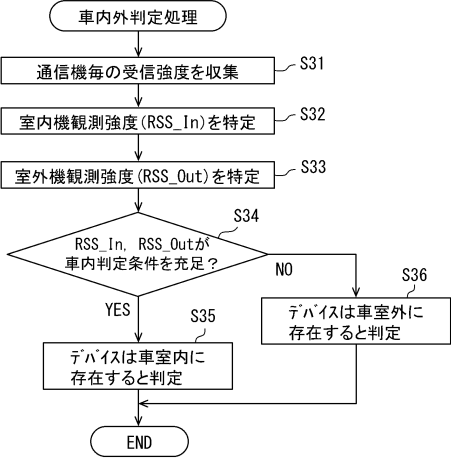 車内外判定処理
通信機毎の受信強度を収集
S31
室内機観測強度(RSS_In)を特定
S32
室外機観測強度(RSS_Out)を特定
S33
S34
RSS_In, RSS_Outが
車内判定条件を充足?
NO
YES
S36
デバイスは車室外に
存在すると判定
S35
デバイスは車室内に
存在すると判定
END